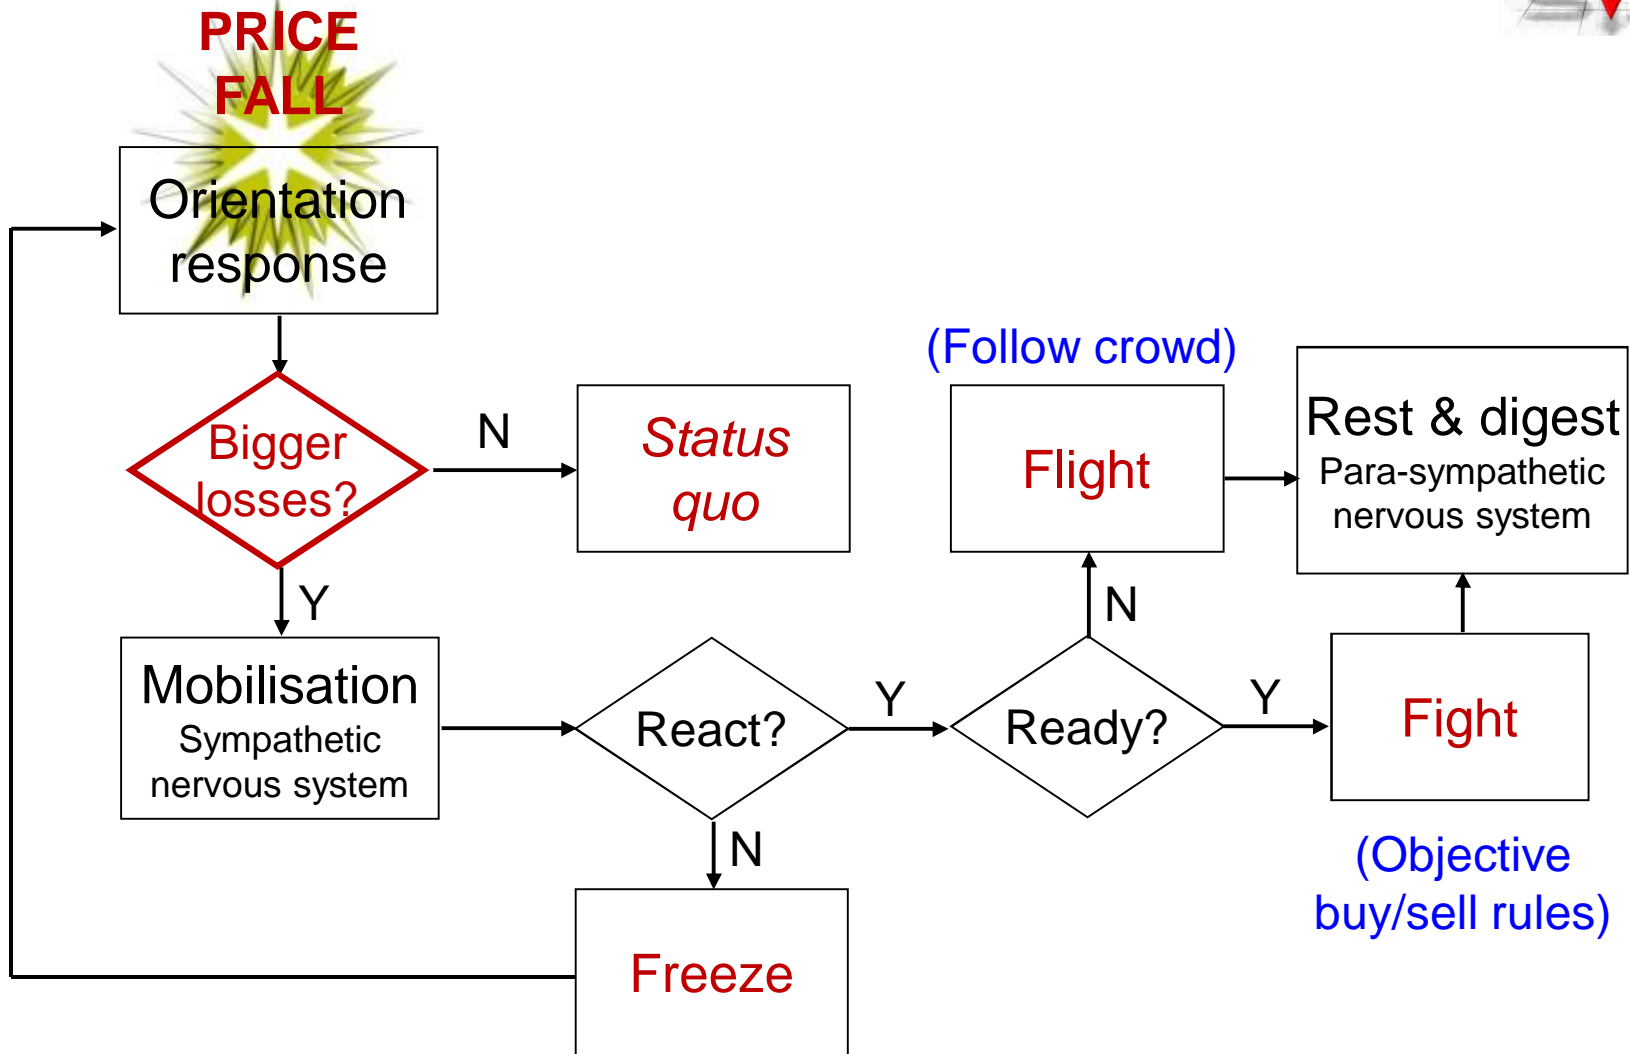 PRICE
FALL
Orientation
response
Bigger
losses?
N
Status
quo
(Follow crowd)
Flight
Rest & digest
Para-sympathetic
nervous system
Y
Mobilisation
Sympathetic
nervous system
React?
Y
Ready?
N
Y
Fight
(Objective
buy/sell rules)
N
Freeze